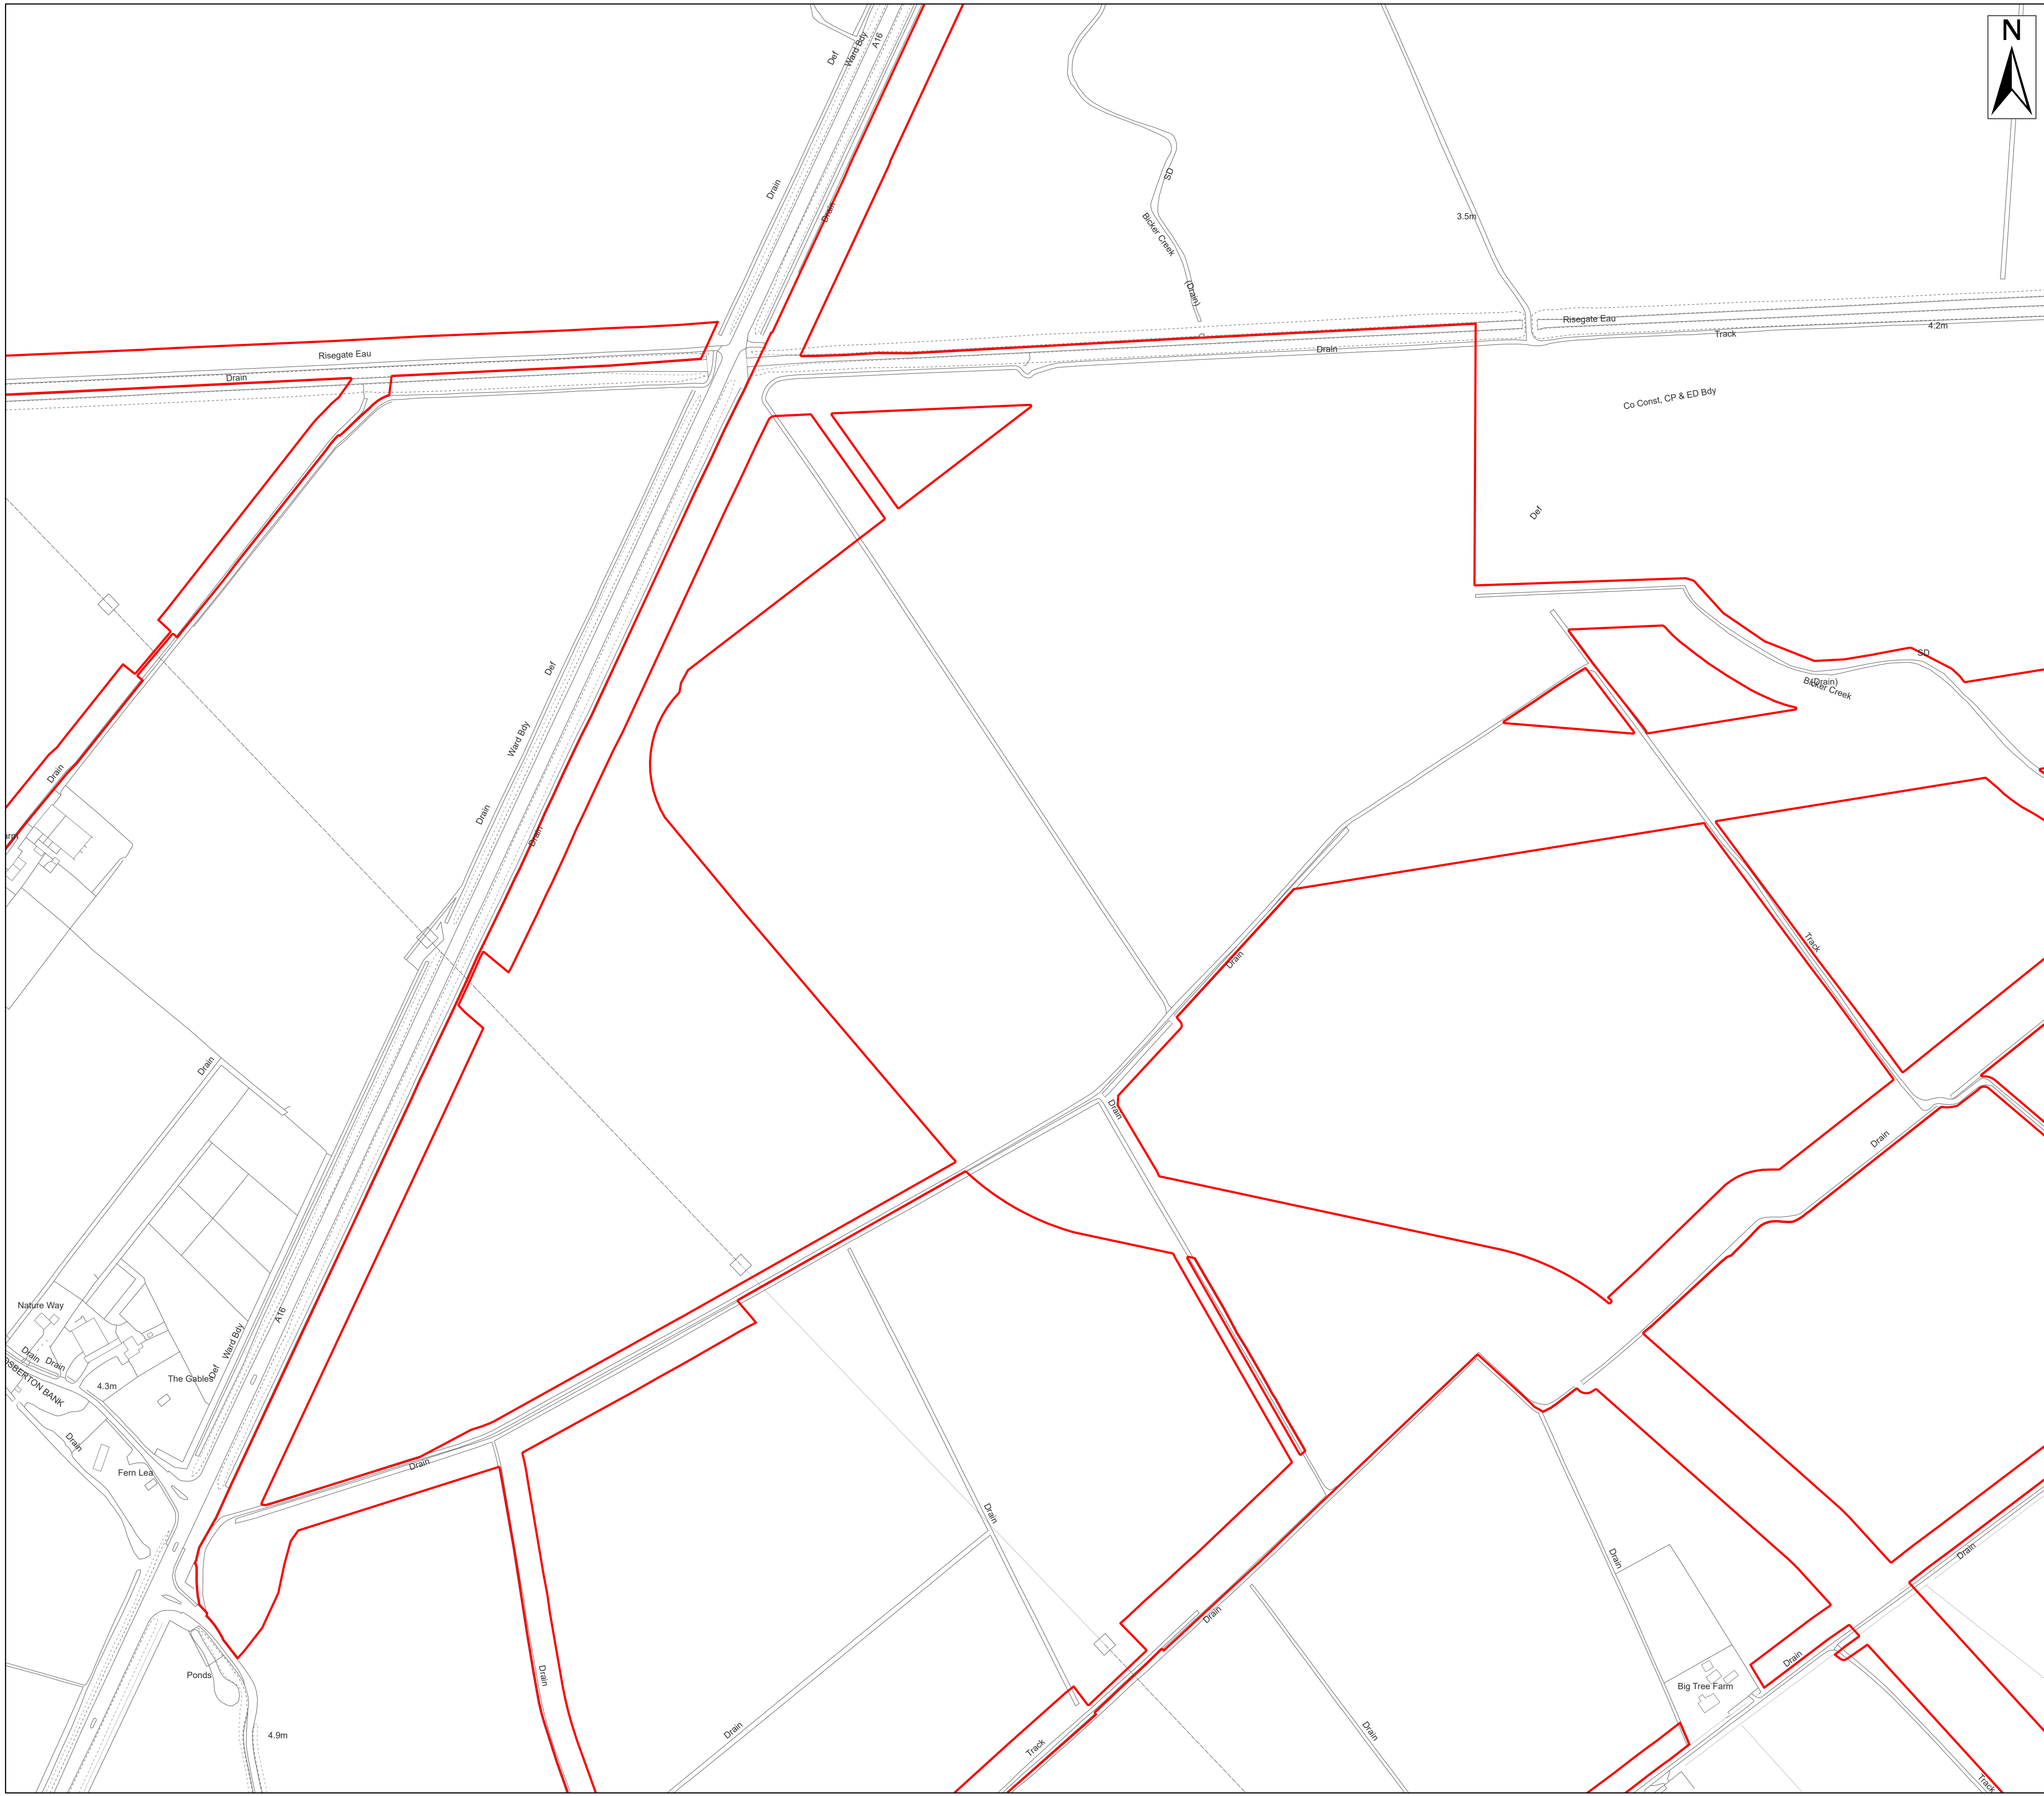 N
Def
Ward Bdy
A16
Drain
Drain
SD
Bicker Creek
(Drain)
3.5m
Risegate Eau
Track
4.2m
Risegate Eau
Drain
Drain
Co Const, CP & ED Bdy
Def
SD
(Drain)
Bicker Creek
Def
Ward Bdy
Drain
Drain
Drain
Track
Drain
Drain
Drain
Drain
Nature Way
Drain
Drain
The Gables
Def
Ward Bdy
A16
4.3m
Drain
Fern Lea
Drain
Drain
Drain
Drain
Drain
Drain
Drain
Ponds
4.9m
Drain
Track
Drain
Big Tree Farm
Track